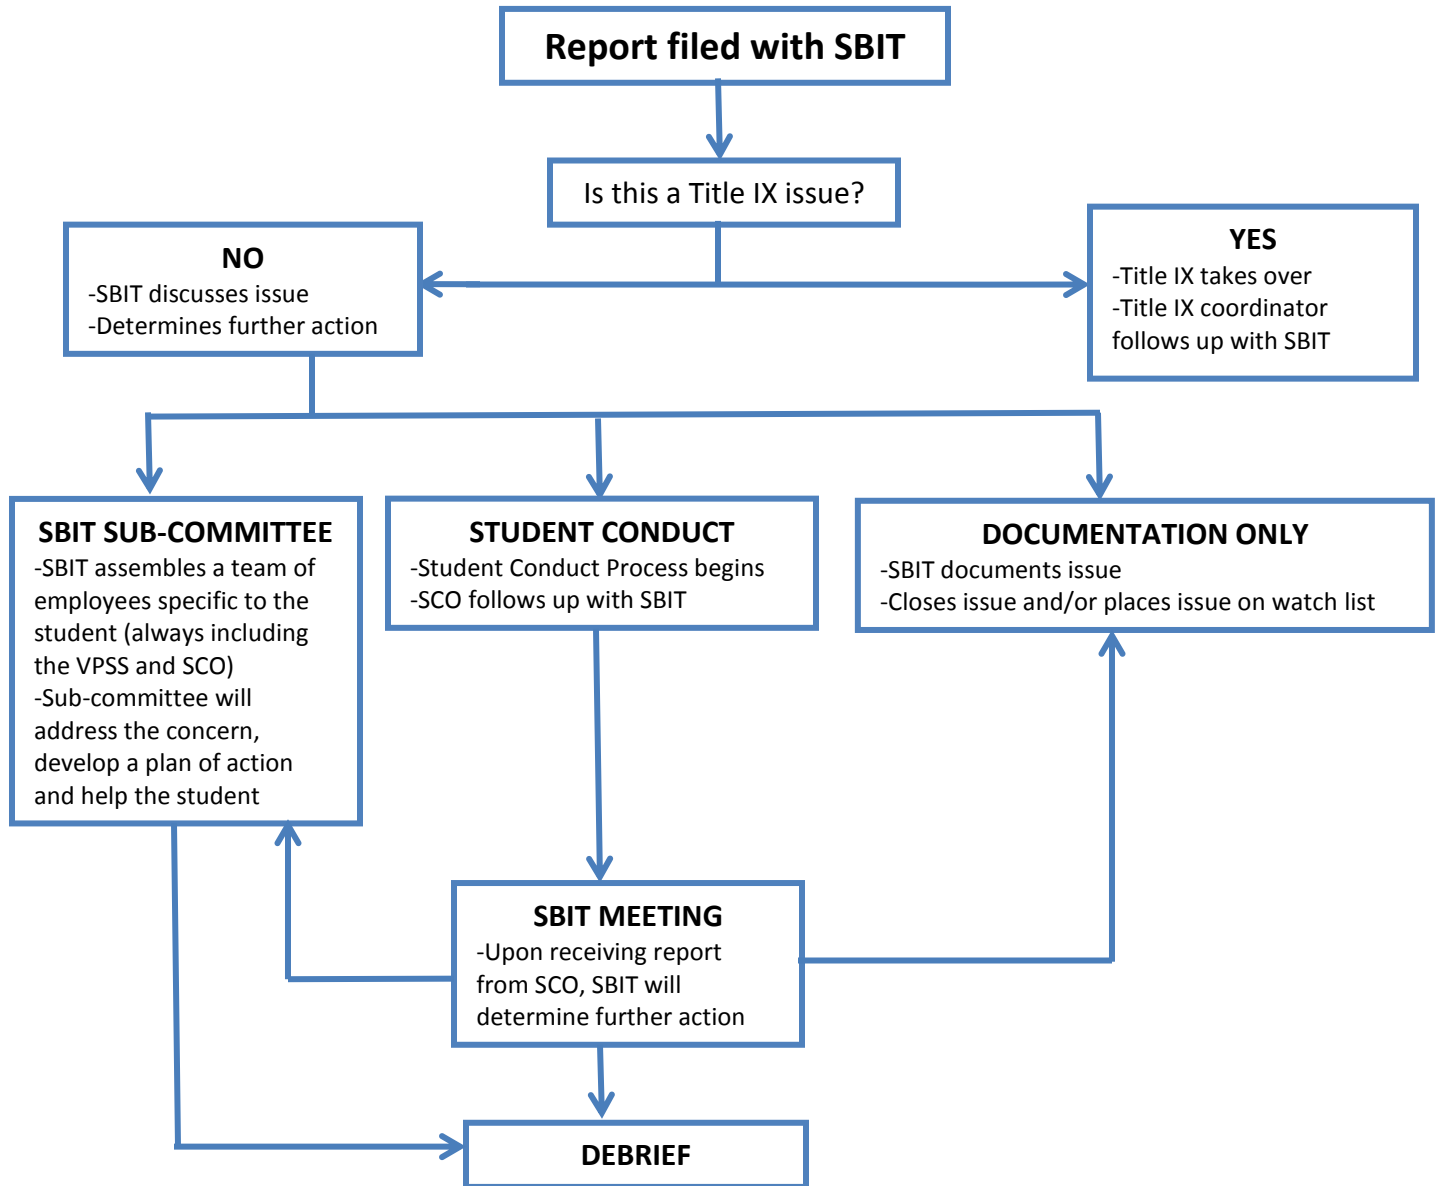 Report filed with SBIT
Is this a Title IX issue?
NO
-SBIT discusses issue
-Determines further action
YES
-Title IX takes over
-Title IX coordinator
follows up with SBIT
SBIT SUB-COMMITTEE
-SBIT assembles a team of
employees specific to the
student (always including
the VPSS and SCO)
-Sub-committee will
address the concern,
develop a plan of action
and help the student
STUDENT CONDUCT
-Student Conduct Process begins
-SCO follows up with SBIT
DOCUMENTATION ONLY
-SBIT documents issue
-Closes issue and/or places issue on watch list
SBIT MEETING
-Upon receiving report
from SCO, SBIT will
determine further action
DEBRIEF